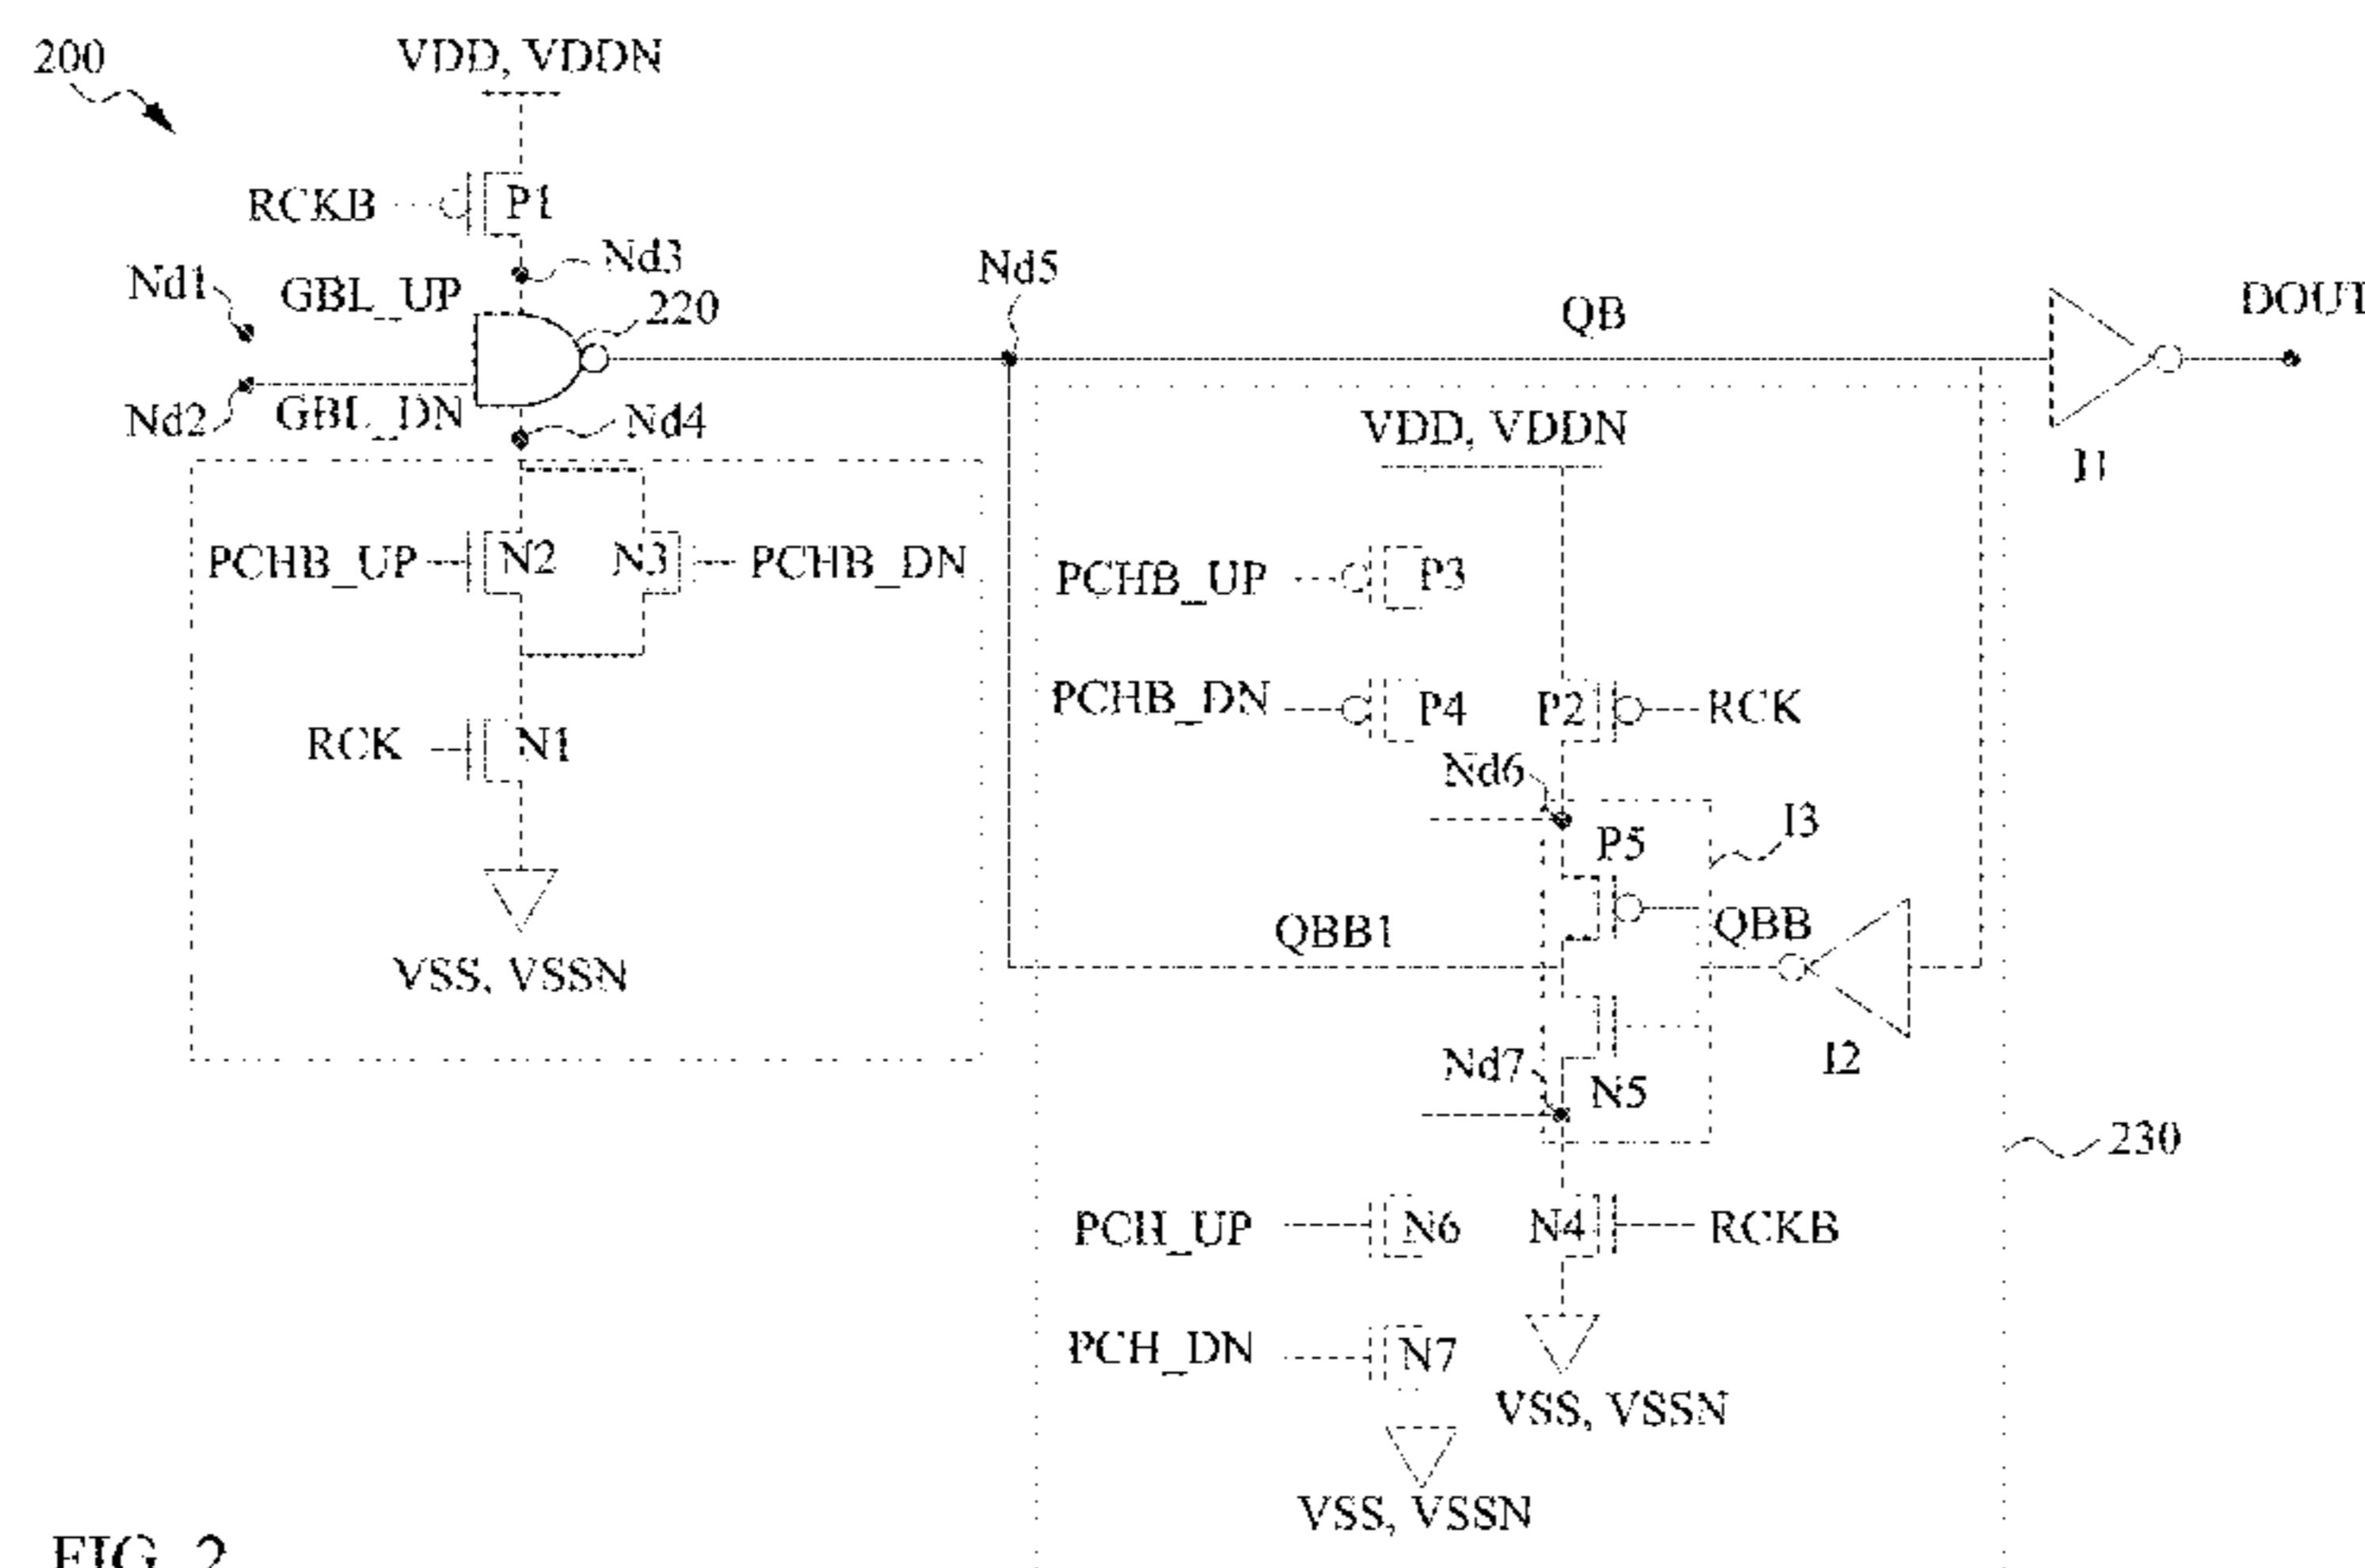 200
VDD, VDDN
RCKB
P1
Nd3
Nd1
GBL_UP
220
Nd5
QB
DOUT
Nd2
GBL_DN
Nd4
VDD, VDDN
I1
PCHB_UP
N2
N3
PCHB_DN
PCHB_UP
P3
RCK
N1
PCHB_DN
P4
P2
RCK
Nd6
P5
I3
VSS, VSSN
QBB1
QBB
Nd7
N5
I2
230
PCH_UP
N6
N4
RCKB
PCH_DN
N7
VSS, VSSN
VSS, VSSN
FIG. 2